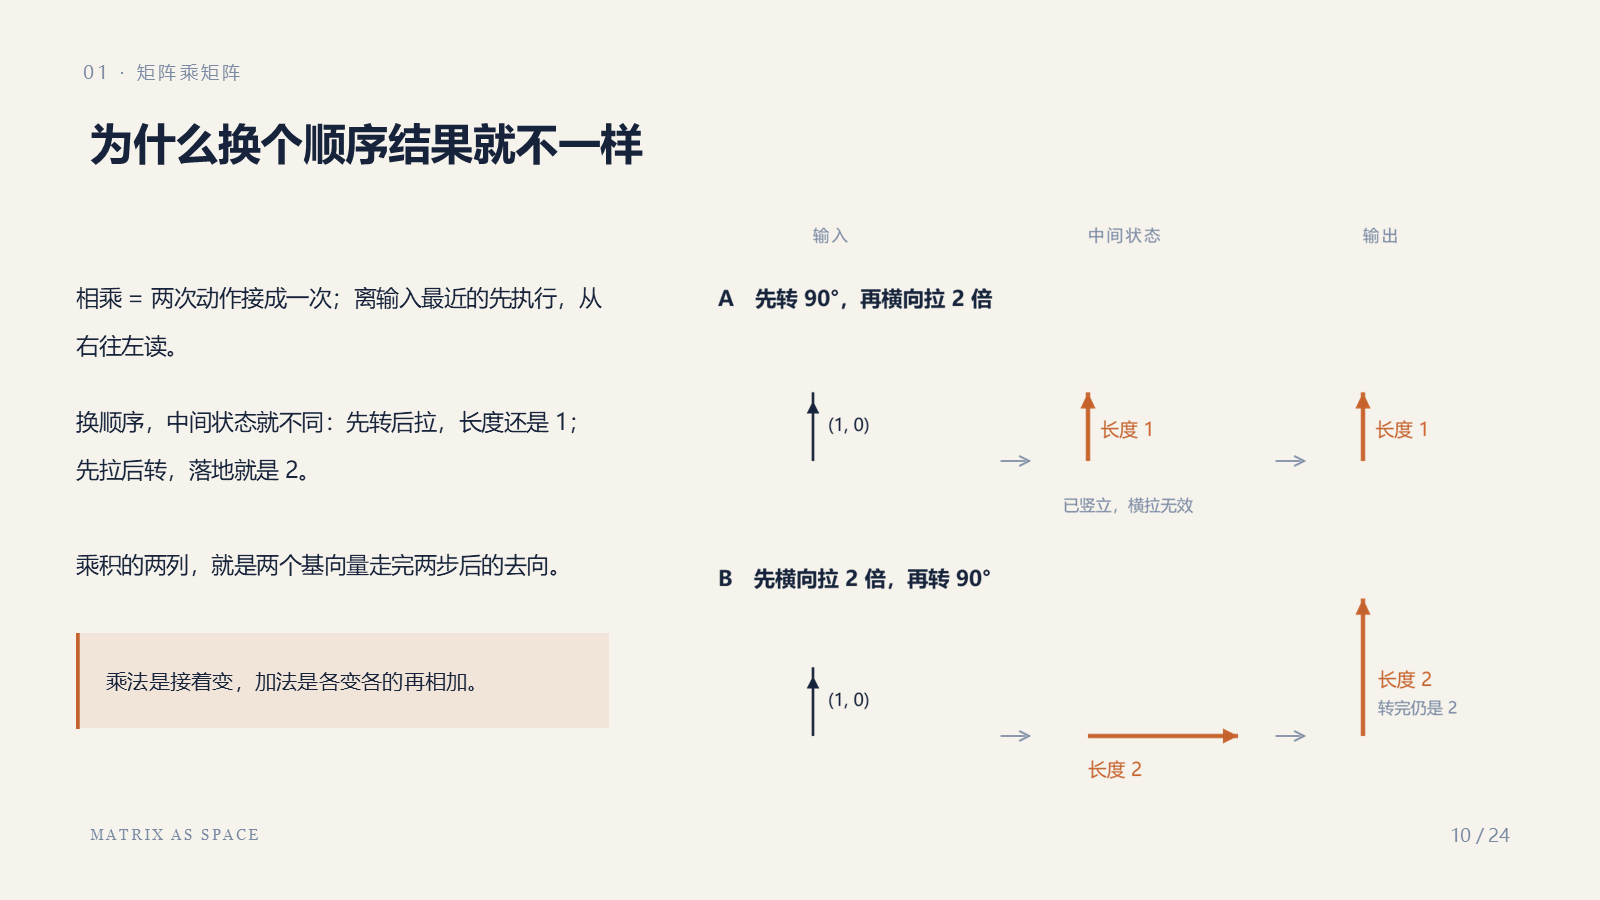 01 · 矩阵乘矩阵
为什么换个顺序结果就不一样
相乘 = 两次动作接成一次；离输入最近的先执行，从
右往左读。
换顺序，中间状态就不同：先转后拉，长度还是 1；
先拉后转，落地就是 2。
乘积的两列，就是两个基向量走完两步后的去向。
乘法是接着变，加法是各变各的再相加。
输入 中间状态 输出
A 先转 90°，再横向拉 2 倍
(1, 0) 长度 1 长度 1
已竖立，横拉无效
B 先横向拉 2 倍，再转 90°
长度 2
(1, 0) 转完仍是 2
长度 2
MATRIX AS SPACE
10 / 24